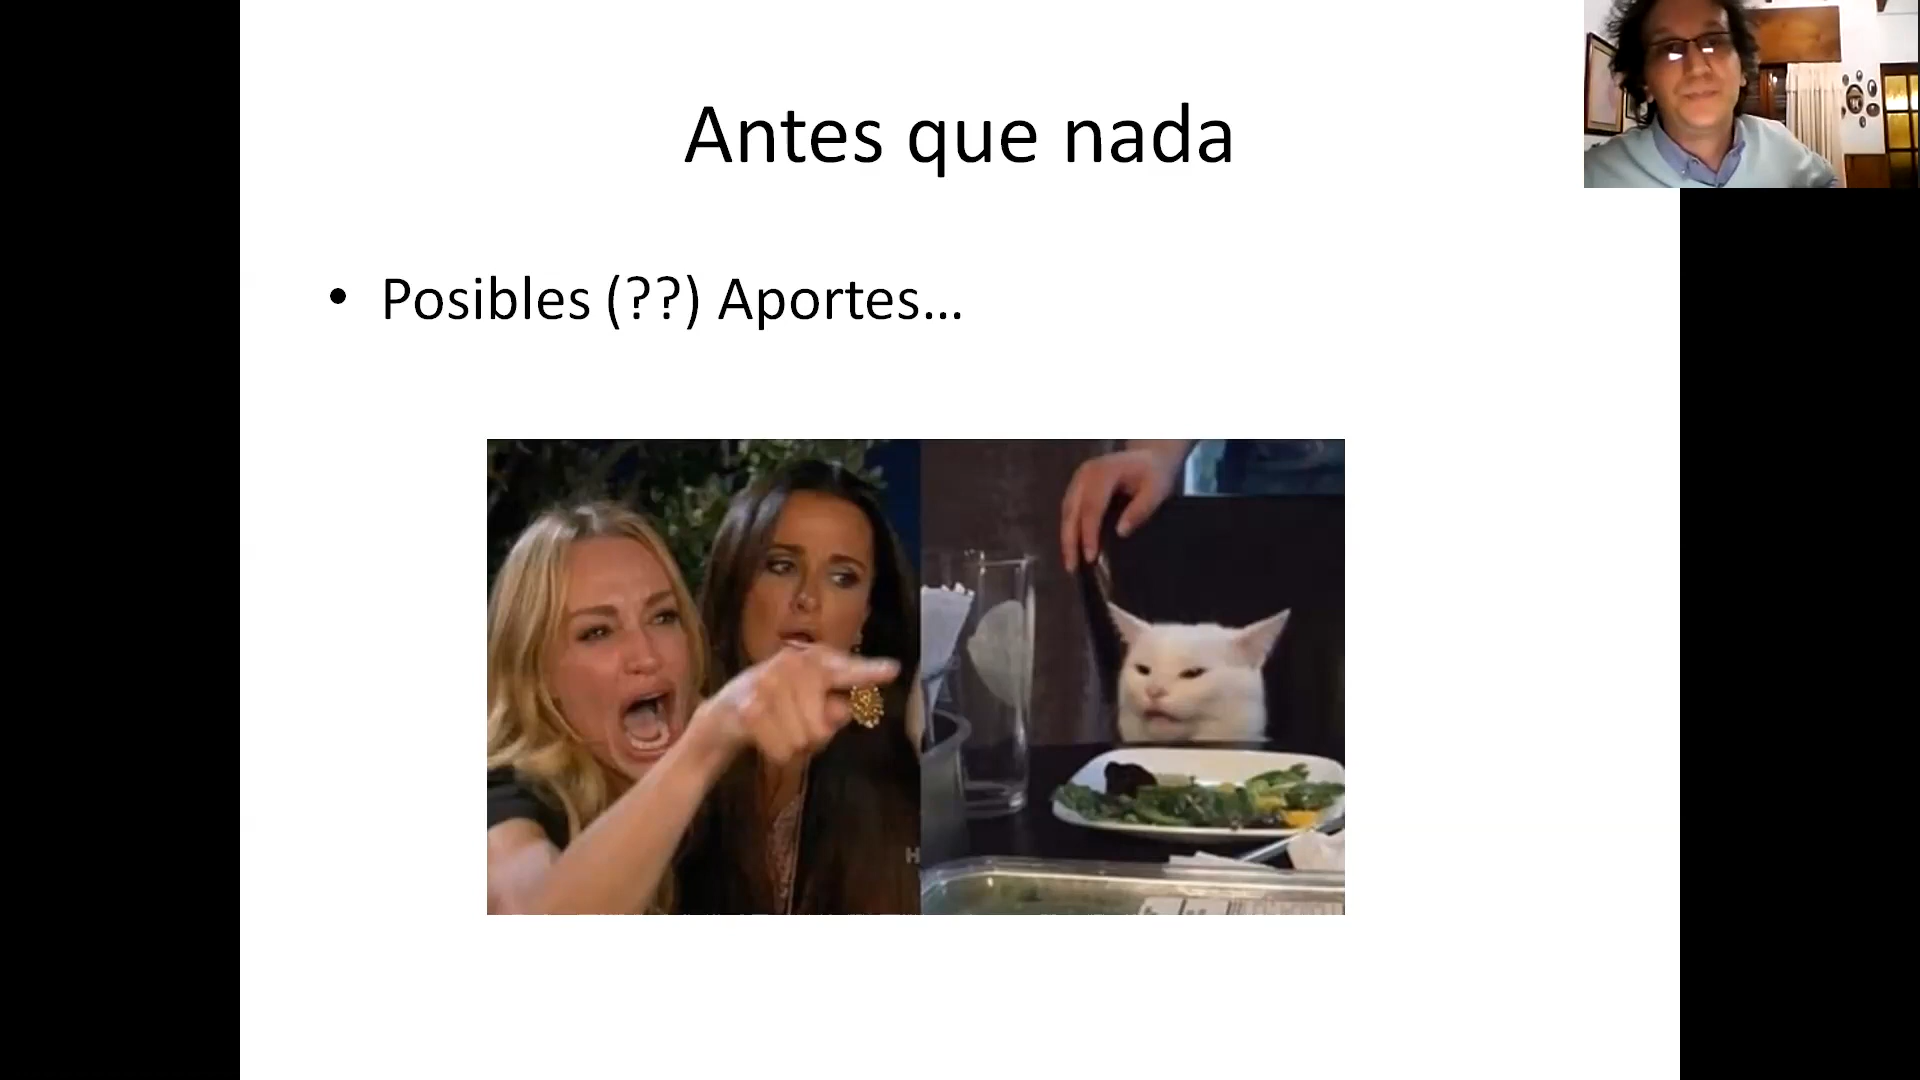 Antes que nada
• Posibles (??) Aportes...
H